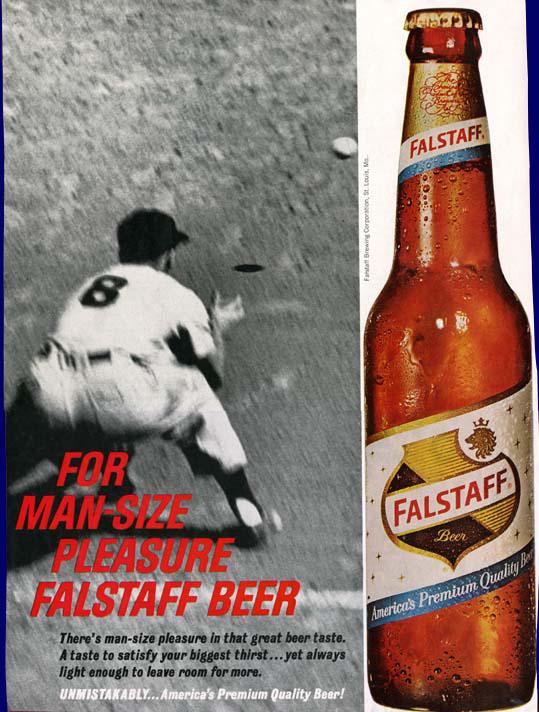 8
FOR
MAN-SIZE
PLEASURE
FALSTAFF BEER
There's man-size pleasure in that great beer taste.
A taste to satisfy your biggest thirst...yet always
light enough to leave room for more.
UNMISTAKABLY...America's Premium Quality Beer!
Falstaff Brewing Corporation, St. Louis, Mo.
FALSTAFF
FALSTAFF
Beer
America's Premium Quality Beer